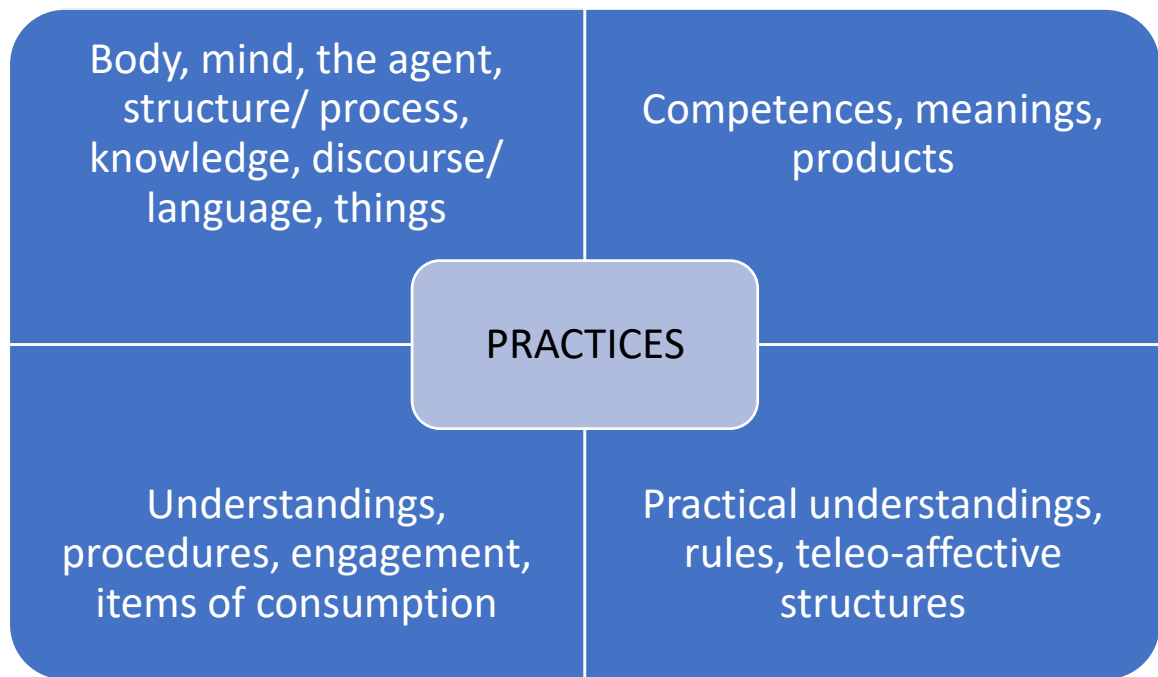 Body, mind, the agent,
structure/ process,
knowledge, discourse/
language, things
Competences, meanings,
products
PRACTICES
Understandings,
procedures, engagement,
items of consumption
Practical understandings,
rules, teleo-affective
structures